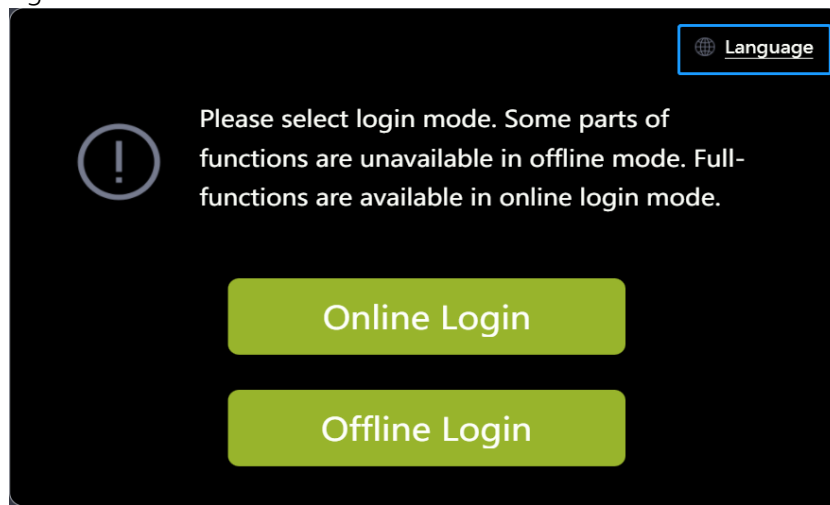 Language
Please select login mode. Some parts of
functions are unavailable in offline mode. Full-
functions are available in online login mode.
Online Login
Offline Login